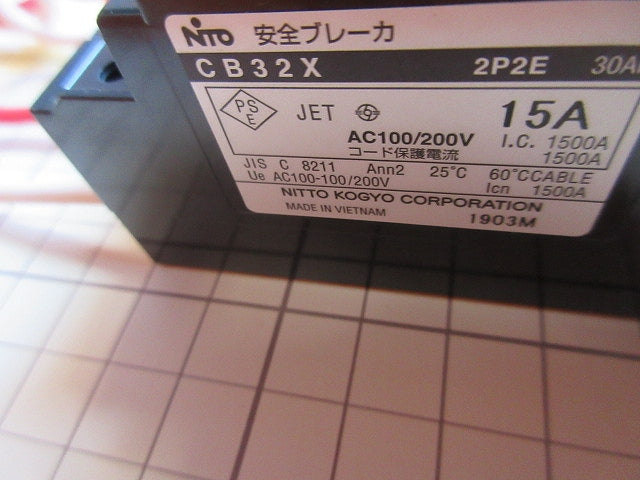 NITO 安全ブレーカ
CB32X 2P2E 30A
PS E JET 15A
AC100/200V I.C. 1500A
コード保護電流 1500A
JIS C 8211 Ann2 25°C 60°CCABLE
Ue AC100-100/200V Icn 1500A
NITTO KOGYO CORPORATION
MADE IN VIETNAM 1903M